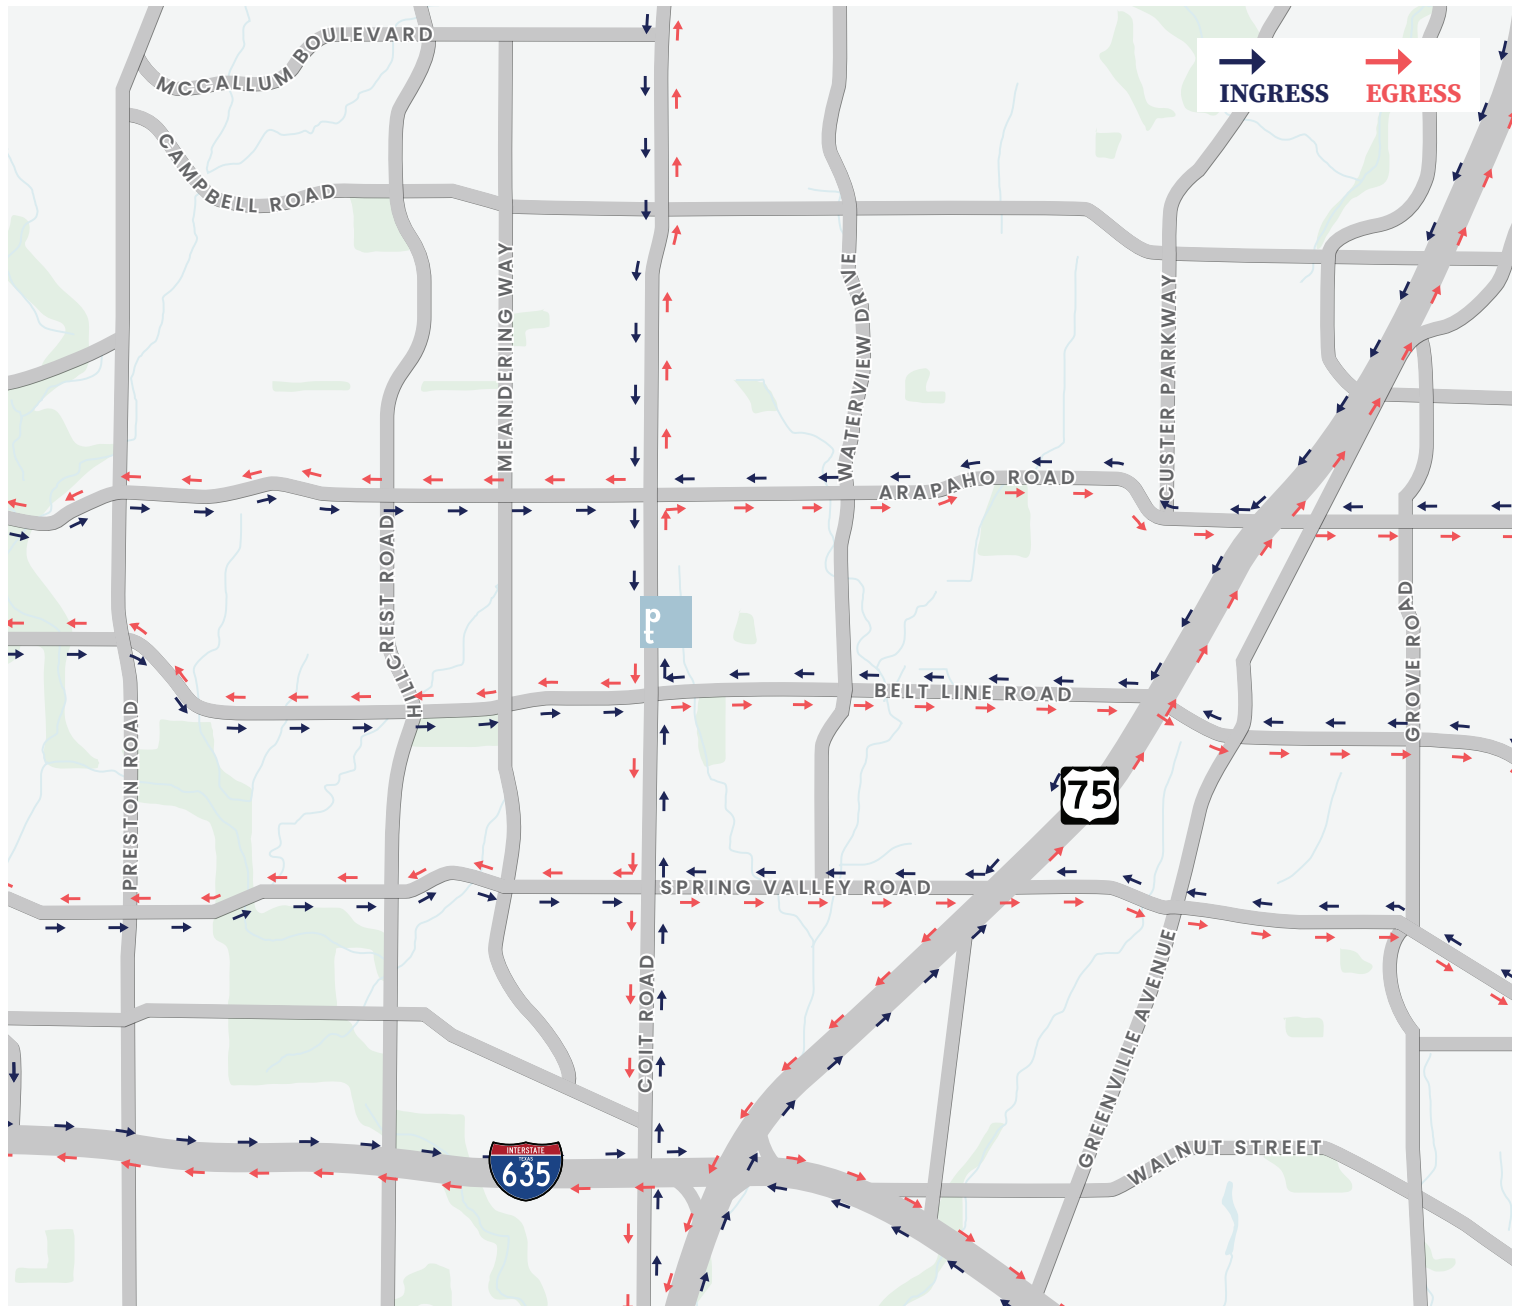 MCCALLUM BOULEVARD
INGRESS
EGRESS
CAMPBELL ROAD
MEANDERING WAY
WATERVIEW DRIVE
CUSTER PARKWAY
ARAPAHO ROAD
HILLCREST ROAD
pt
GROVE ROAD
BELT LINE ROAD
PRESTON ROAD
75
SPRING VALLEY ROAD
COIT ROAD
GREENVILLE AVENUE
WALNUT STREET
INTERSTATE
TEXAS
635